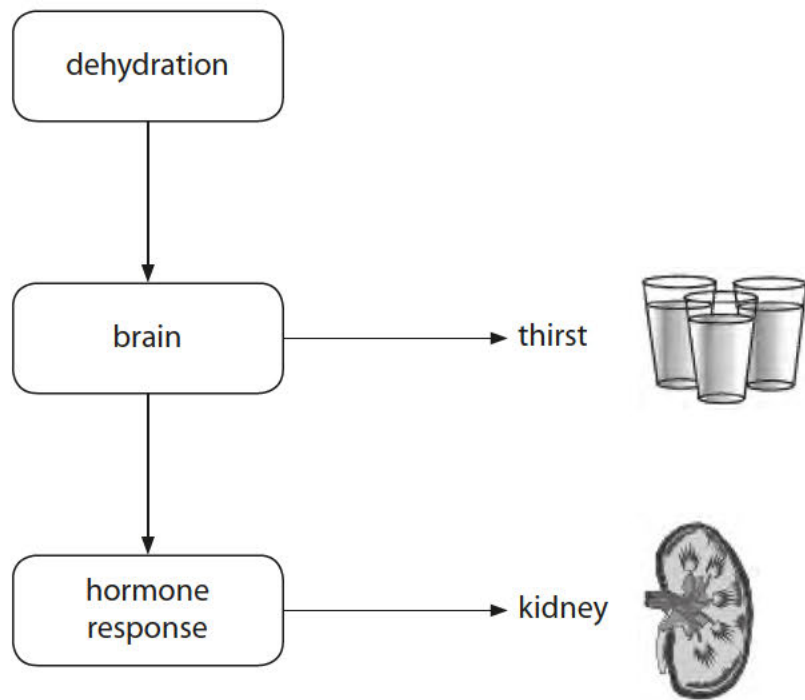 dehydration
brain
thirst
hormone
response
kidney